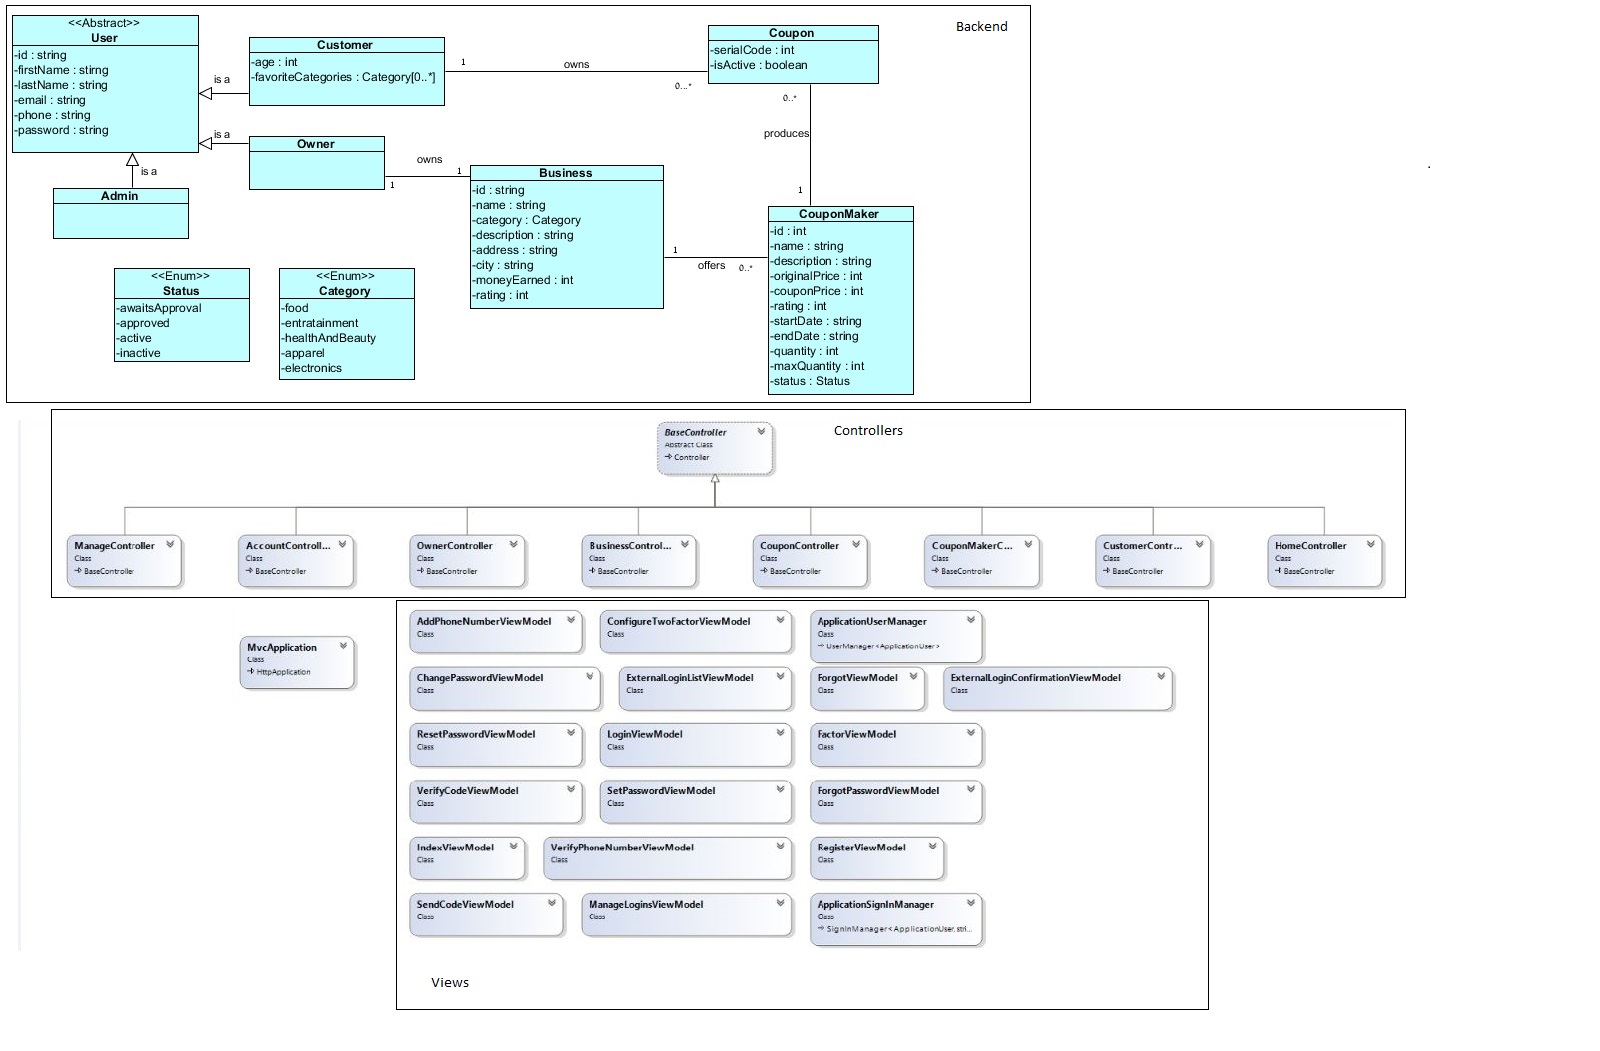 Backend
<<Abstract>>
User
-id : string
-firstName : stirng
-lastName : string
-email : string
-phone : string
-password : string
is a
Customer
-age : int
-favoriteCategories : Category[0..*]
1
owns
0...*
Coupon
-serialCode : int
-isActive : boolean
0..*
produces
1
is a
Owner
owns
1
1
is a
Admin
Business
-id : string
-name : string
-category : Category
-description : string
-address : string
-city : string
-moneyEarned : int
-rating : int
1
offers
0..*
CouponMaker
-id : int
-name : string
-description : string
-originalPrice : int
-couponPrice : int
-rating : int
-startDate : string
-endDate : string
-quantity : int
-maxQuantity : int
-status : Status
<<Enum>>
Status
-awaitsApproval
-approved
-active
-inactive
<<Enum>>
Category
-food
-entratainment
-healthAndBeauty
-apparel
-electronics
Controllers
BaseController
Abstract Class
Controller
ManageController
Class
BaseController
AccountControll...
Class
BaseController
OwnerController
Class
BaseController
BusinessControl...
Class
BaseController
CouponController
Class
BaseController
CouponMakerC...
Class
BaseController
CustomerContr...
Class
BaseController
HomeController
Class
BaseController
MvcApplication
Class
HttpApplication
AddPhoneNumberViewModel
Class
ConfigureTwoFactorViewModel
Class
ApplicationUserManager
Class
UserManager<ApplicationUser>
ChangePasswordViewModel
Class
ExternalLoginListViewModel
Class
ForgotViewModel
Class
ExternalLoginConfirmationViewModel
Class
ResetPasswordViewModel
Class
LoginViewModel
Class
FactorViewModel
Class
VerifyCodeViewModel
Class
SetPasswordViewModel
Class
ForgotPasswordViewModel
Class
IndexViewModel
Class
VerifyPhoneNumberViewModel
Class
RegisterViewModel
Class
SendCodeViewModel
Class
ManageLoginsViewModel
Class
ApplicationSignInManager
Class
SignInManager<ApplicationUser, stri...
Views